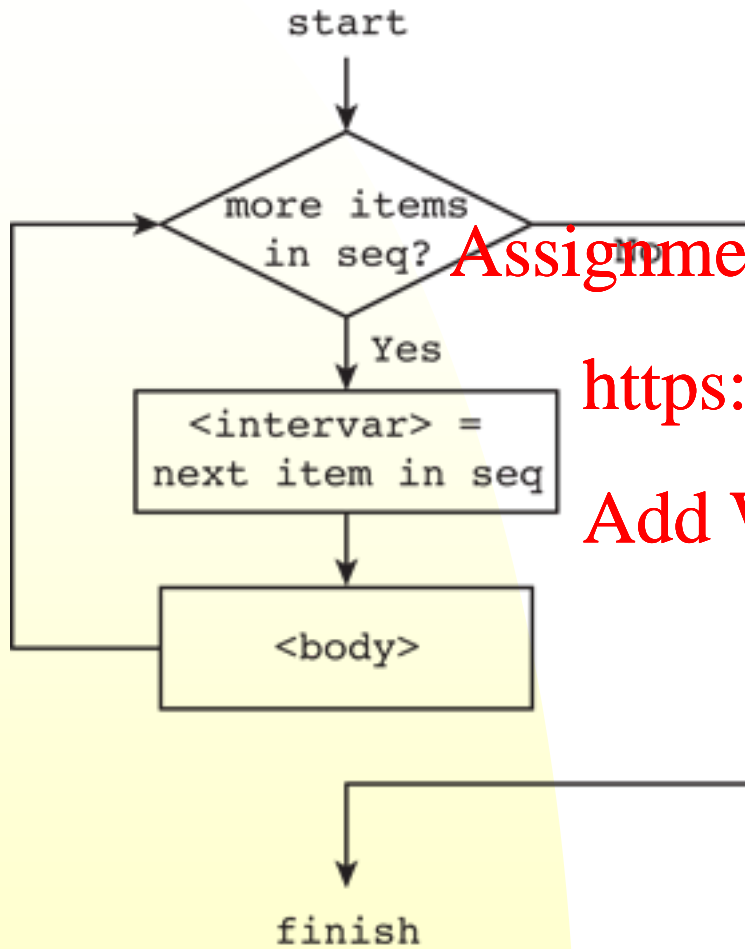 start
more items
in seq?
No
Assignme
https:
Yes
<intervar> =
next item in seq
Add
<body>
finish